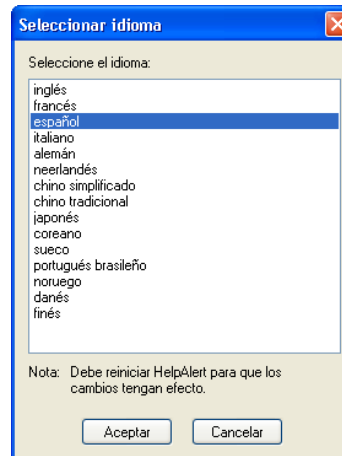 Seleccionar idioma
Seleccione el idioma:
inglés
francés
español
italiano
alemán
neerlandés
chino simplificado
chino tradicional
japonés
coreano
sueco
portugués brasileño
noruego
danés
finés
Nota: Debe reiniciar HelpAlert para que los
cambios tengan efecto.
Aceptar Cancelar